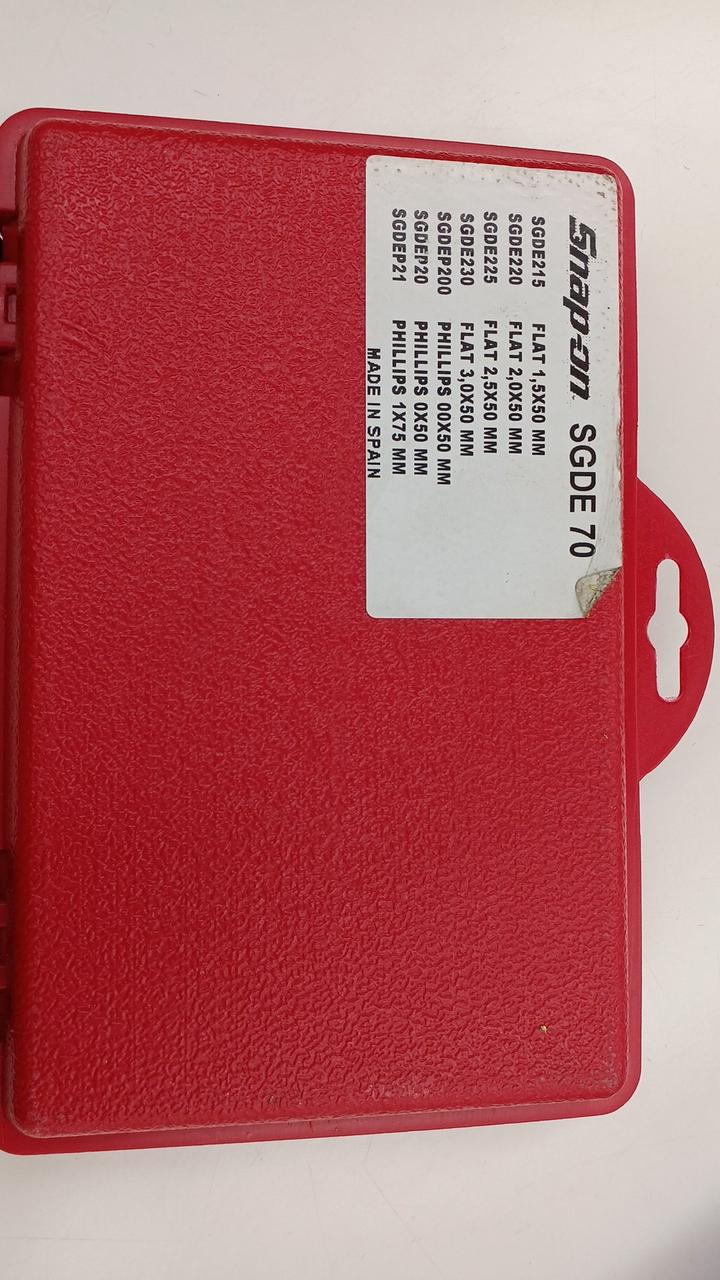 Snap-on SGDE 70
SGDE215 FLAT 1,5X50 MM
SGDE220 FLAT 2,0X50 MM
SGDE225 FLAT 2,5X50 MM
SGDE230 FLAT 3,0X50 MM
SGDEP200 PHILLIPS 00X50 MM
SGDEP20 PHILLIPS 0X50 MM
SGDEP21 PHILLIPS 1X75 MM
MADE IN SPAIN